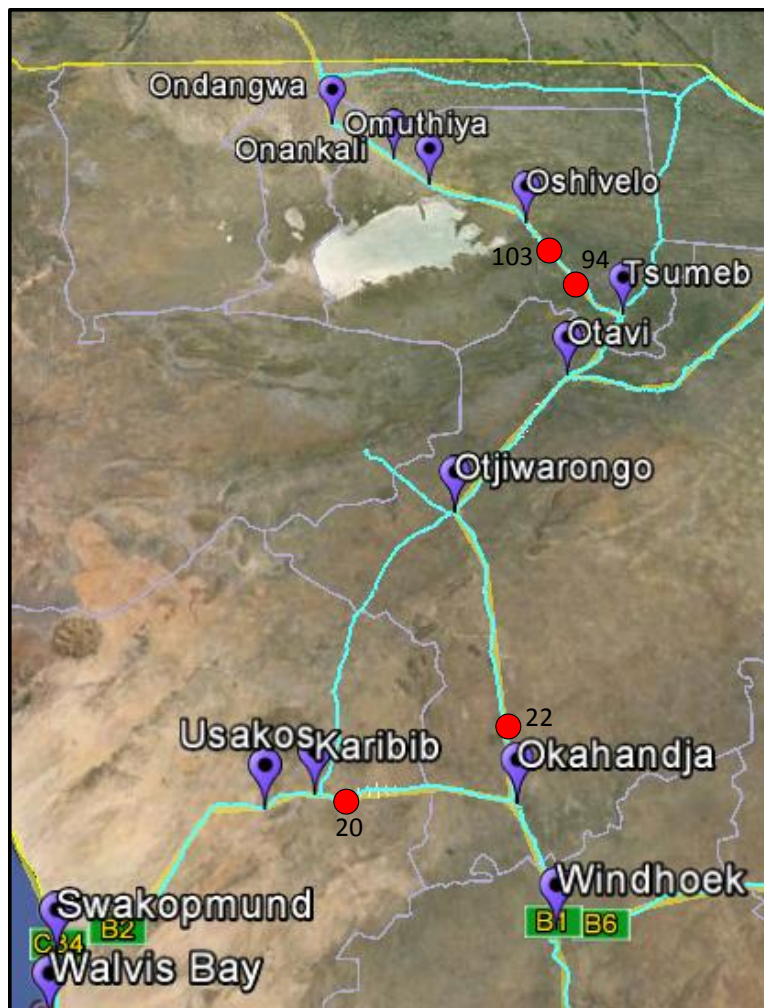 Ondangwa
Omuthiya
Onankali
Oshivelo
103
94
Tsumeb
Otavi
Otjiwarongo
22
Usakos
Karibib
Okahandja
20
Windhoek
Swakopmund
B1
B6
B2
C34
Walvis Bay